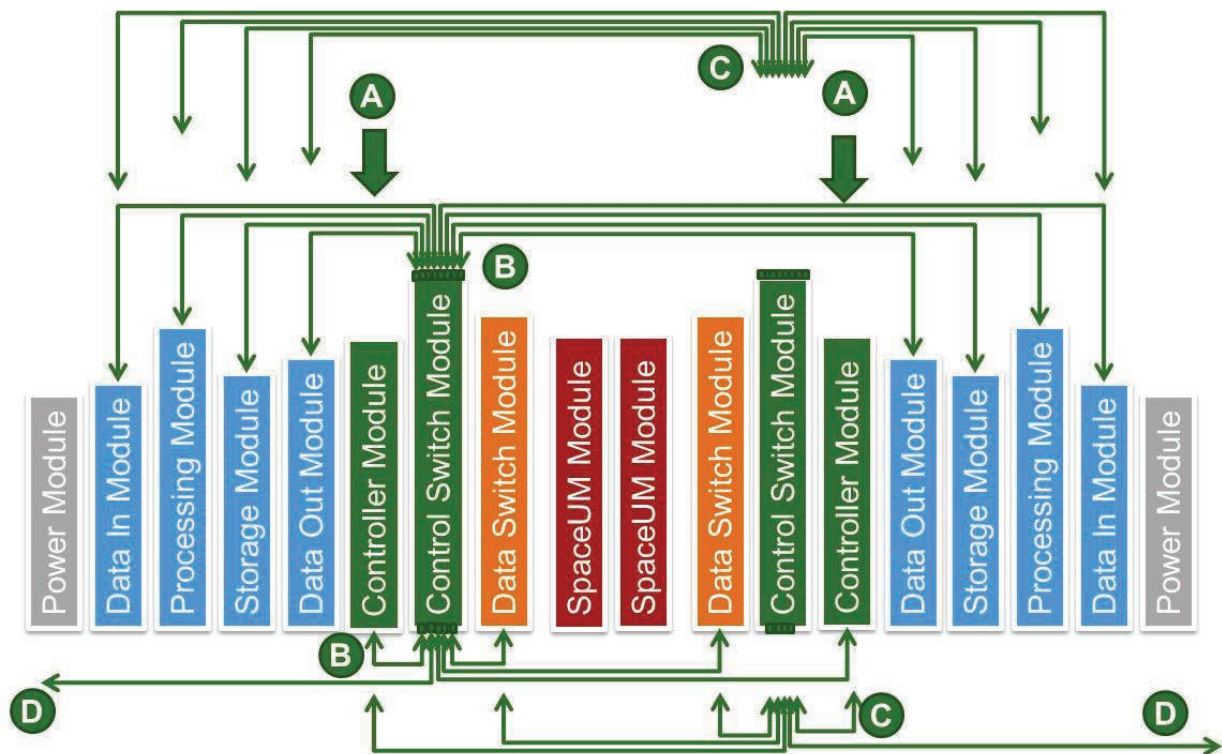 C
A
A
B
Power Module
Data In Module
Processing Module
Storage Module
Data Out Module
Controller Module
Control Switch Module
Data Switch Module
SpaceUM Module
SpaceUM Module
Data Switch Module
Control Switch Module
Controller Module
Data Out Module
Storage Module
Processing Module
Data In Module
Power Module
B
D
C
D